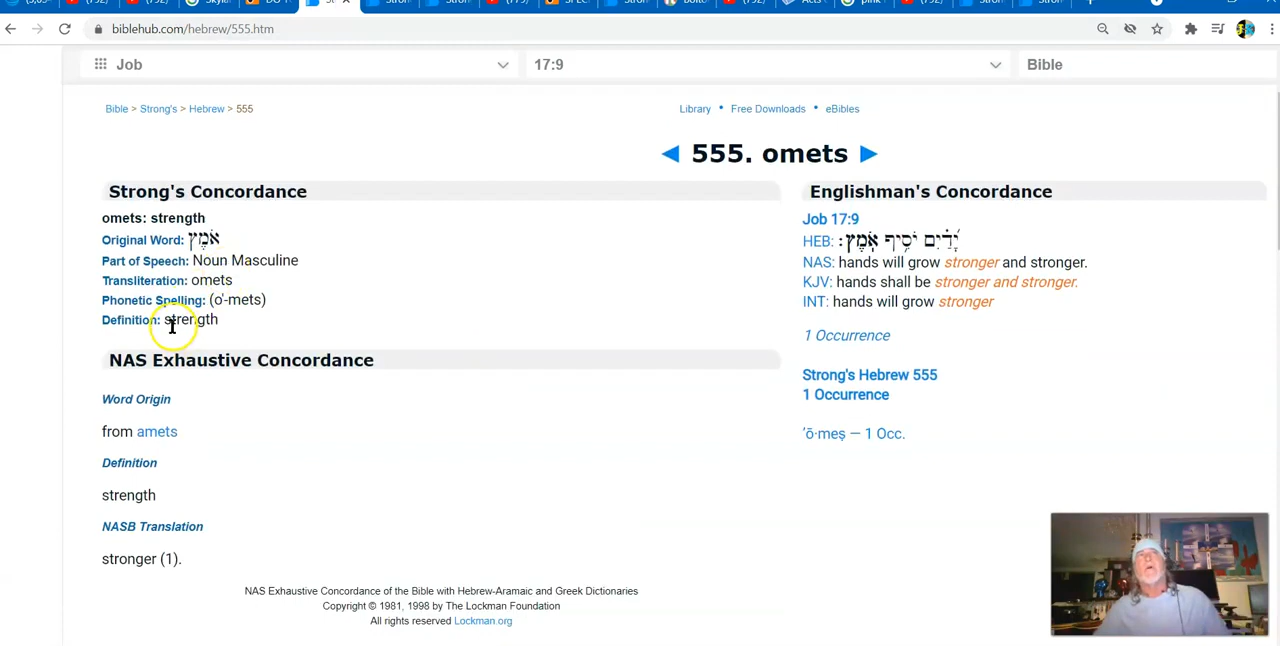 biblehub.com/hebrew/555.htm
Job 17:9 Bible
Bible > Strong's > Hebrew > 555
Library • Free Downloads • eBibles
◄ 555. omets ►
Strong's Concordance
omets: strength
Original Word: אֹמֶץ
Part of Speech: Noun Masculine
Transliteration: omets
Phonetic Spelling: (o'-mets)
Definition: strength
NAS Exhaustive Concordance
Word Origin
from amets
Definition
strength
NASB Translation
stronger (1).
NAS Exhaustive Concordance of the Bible with Hebrew-Aramaic and Greek Dictionaries
Copyright © 1981, 1998 by The Lockman Foundation
All rights reserved Lockman.org
Englishman's Concordance
Job 17:9
HEB: יָ֝דַ֗יִם יֹסִ֥יף אֹֽמֶץ׃
NAS: hands will grow stronger and stronger.
KJV: hands shall be stronger and stronger.
INT: hands will grow stronger
1 Occurrence
Strong's Hebrew 555
1 Occurrence
’ō·meṣ — 1 Occ.